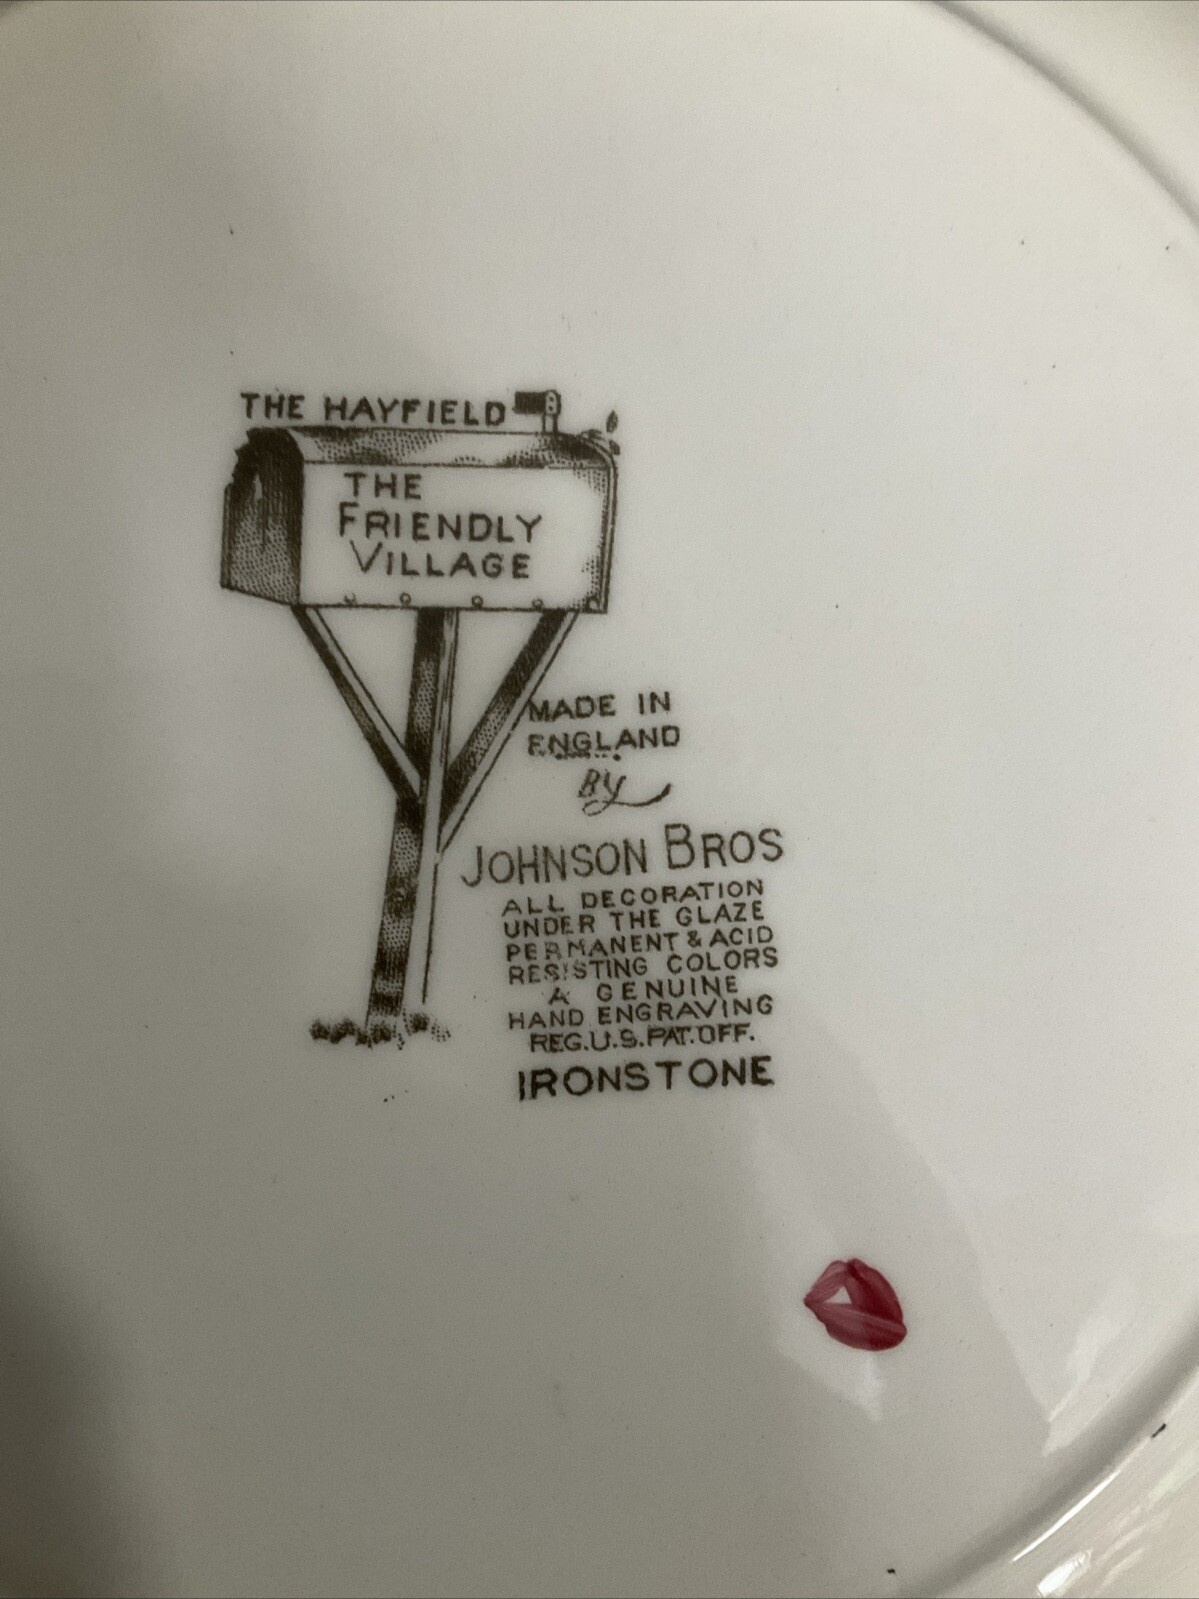 THE HAYFIELD
THE
FRIENDLY
VILLAGE
MADE IN
ENGLAND
BY
JOHNSON BROS
ALL DECORATION
UNDER THE GLAZE
PERMANENT & ACID
RESISTING COLORS
A GENUINE
HAND ENGRAVING
REG.U.S.PAT.OFF.
IRONSTONE